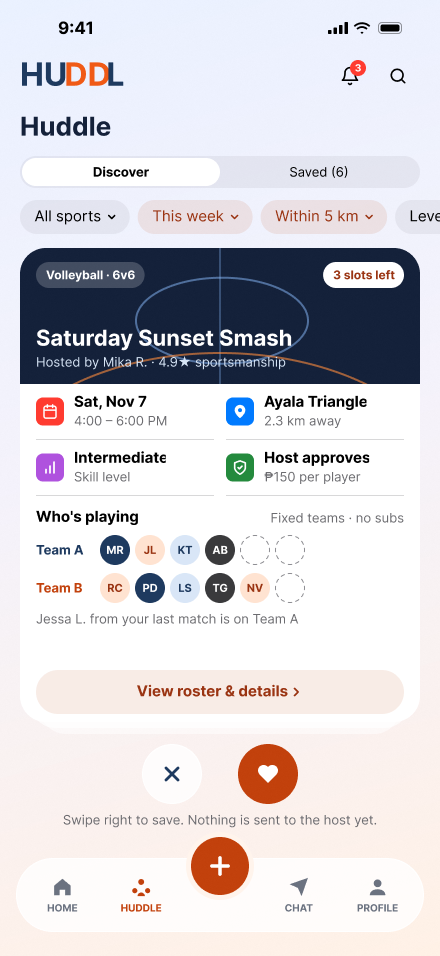 9:41
HUDDL
3
Huddle
Discover
Saved (6)
All sports
This week
Within 5 km
Leve
Volleyball · 6v6
3 slots left
Saturday Sunset Smash
Hosted by Mika R. · 4.9★ sportsmanship
Sat, Nov 7
4:00 – 6:00 PM
Ayala Triangle
2.3 km away
Intermediate
Skill level
Host approves
₱150 per player
Who's playing
Fixed teams · no subs
Team A
MR
JL
KT
AB
Team B
RC
PD
LS
TG
NV
Jessa L. from your last match is on Team A
View roster & details ›
Swipe right to save. Nothing is sent to the host yet.
HOME
HUDDLE
CHAT
PROFILE